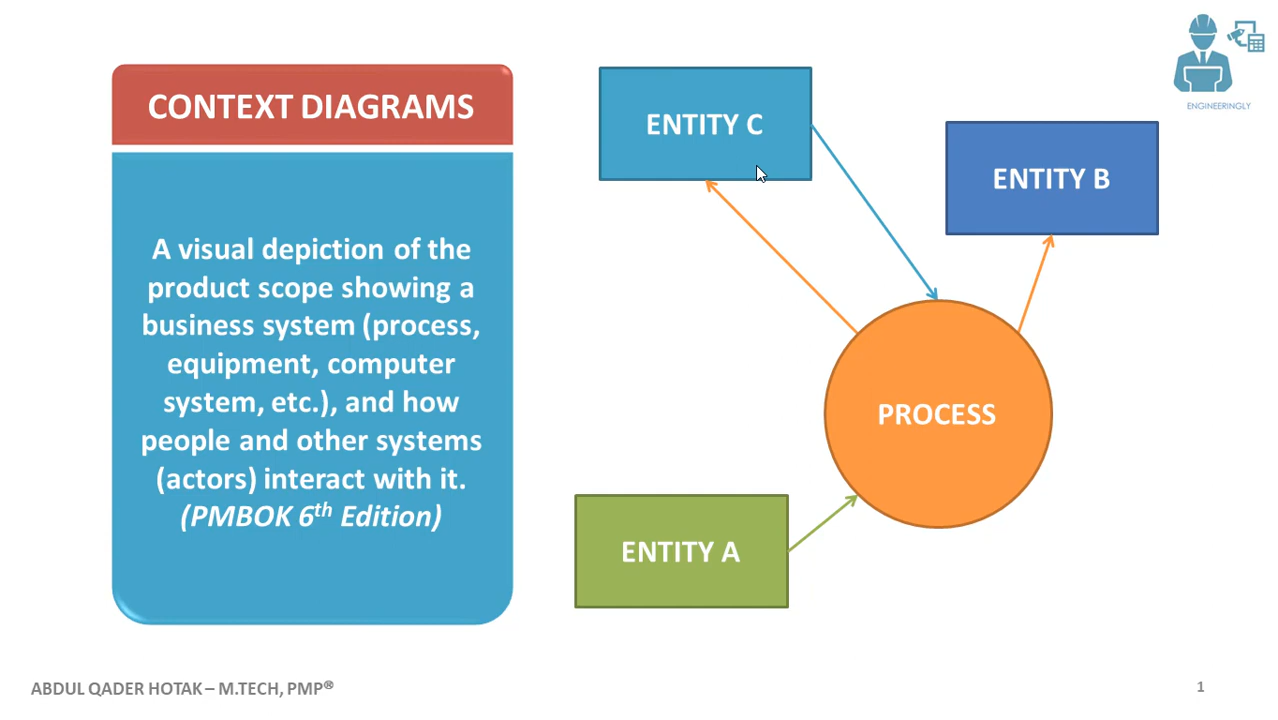 CONTEXT DIAGRAMS
A visual depiction of the
product scope showing a
business system (process,
equipment, computer
system, etc.), and how
people and other systems
(actors) interact with it.
(PMBOK 6th Edition)
ENTITY C
ENTITY B
PROCESS
ENTITY A
ENGINEERINGLY
ABDUL QADER HOTAK – M.TECH, PMP®
1